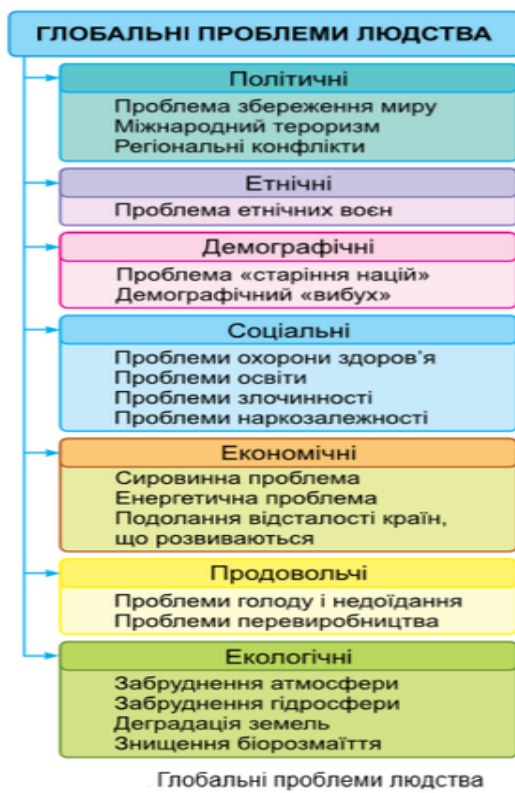 ГЛОБАЛЬНІ ПРОБЛЕМИ ЛЮДСТВА
Політичні
Проблема збереження миру
Міжнародний тероризм
Регіональні конфлікти
Етнічні
Проблема етнічних воєн
Демографічні
Проблема «старіння націй»
Демографічний «вибух»
Соціальні
Проблеми охорони здоров’я
Проблеми освіти
Проблеми злочинності
Проблеми наркозалежності
Економічні
Сировинна проблема
Енергетична проблема
Подолання відсталості країн,
що розвиваються
Продовольчі
Проблеми голоду і недоїдання
Проблеми перевиробництва
Екологічні
Забруднення атмосфери
Забруднення гідросфери
Деградація земель
Знищення біорозмаїття
. Глобальні проблеми людства